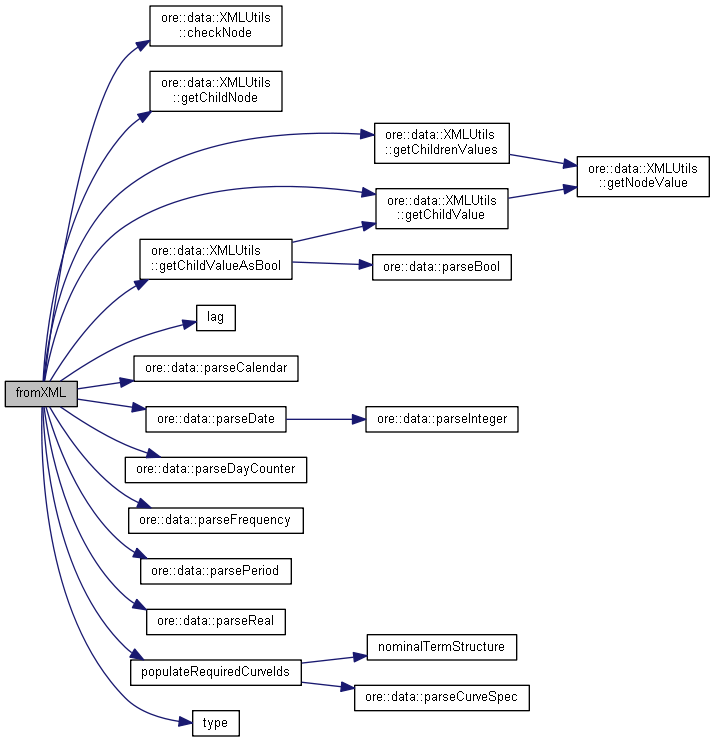 ore::data::XMLUtils
::checkNode
ore::data::XMLUtils
::getChildNode
ore::data::XMLUtils
::getChildrenValues
ore::data::XMLUtils
::getNodeValue
ore::data::XMLUtils
::getChildValue
ore::data::XMLUtils
::getChildValueAsBool
ore::data::parseBool
lag
ore::data::parseCalendar
fromXML
ore::data::parseDate
ore::data::parseInteger
ore::data::parseDayCounter
ore::data::parseFrequency
ore::data::parsePeriod
ore::data::parseReal
nominalTermStructure
populateRequiredCurveIds
ore::data::parseCurveSpec
type